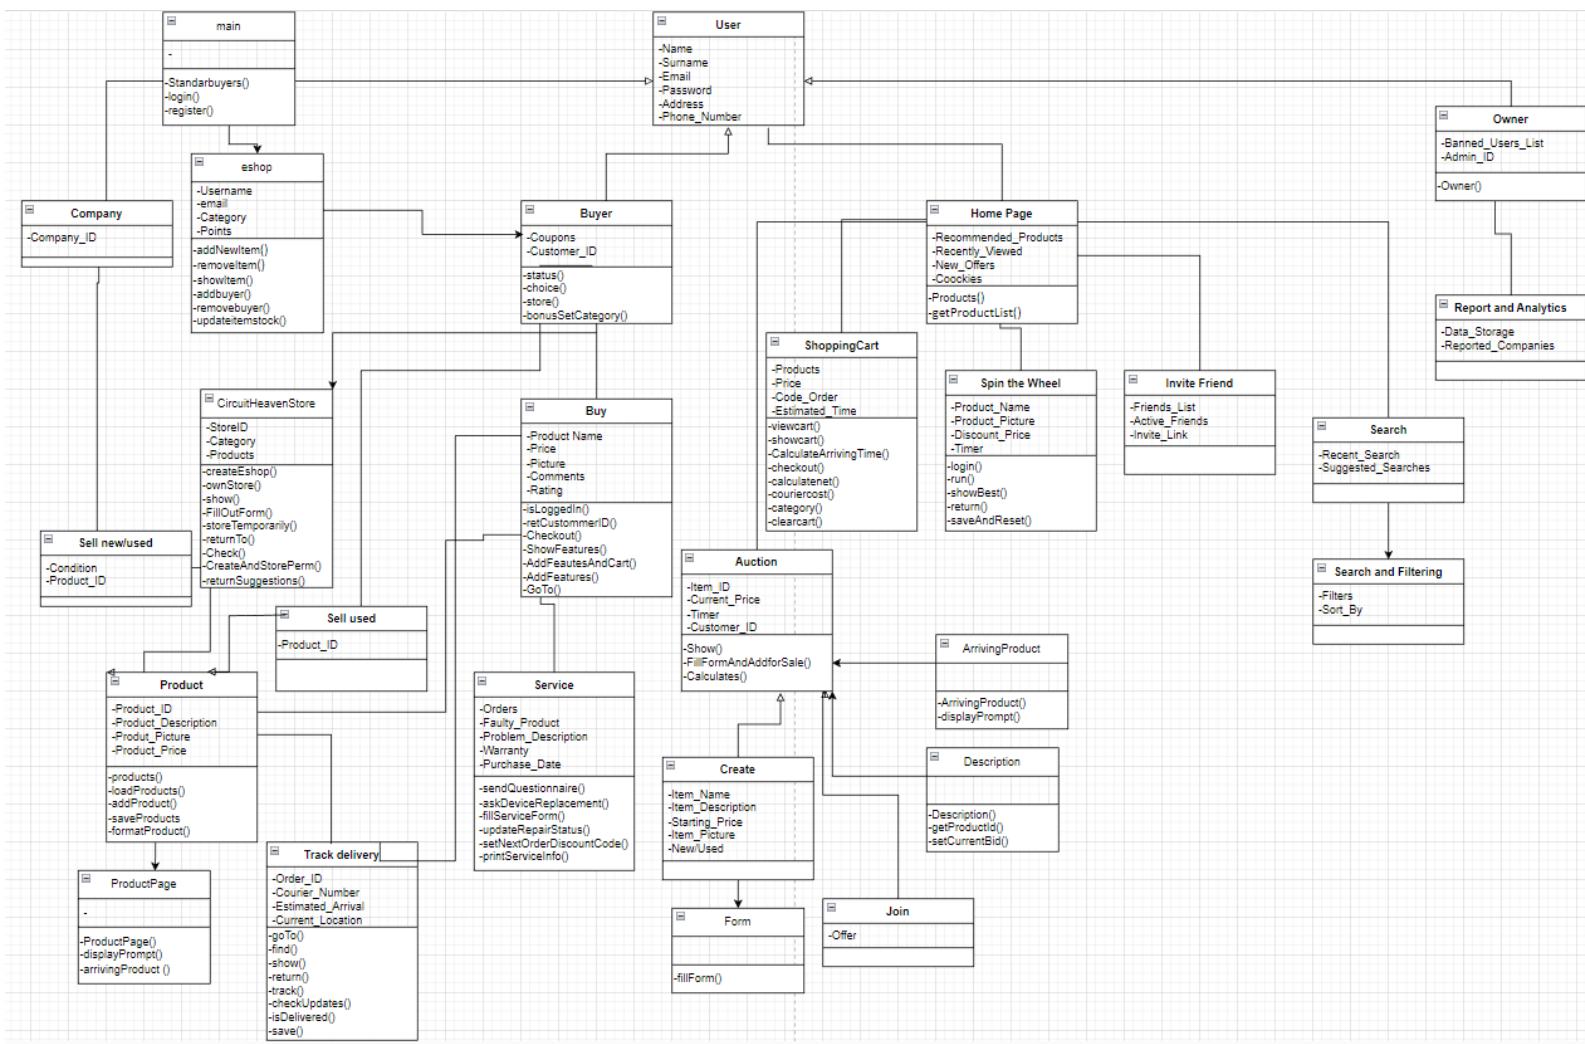 main
-
-Standarbuyers()
-login()
-register()
User
-Name
-Surname
-Email
-Password
-Address
-Phone_Number
Owner
-Banned_Users_List
-Admin_ID
-Owner()
eshop
-Username
-email
-Category
-Points
-addNewItem()
-removeItem()
-showItem()
-addbuyer()
-removebuyer()
-updateitemstock()
Company
-Company_ID
Buyer
-Coupons
-Customer_ID
-status()
-choice()
-store()
-bonusSetCategory()
Home Page
-Recommended_Products
-Recently_Viewed
-New_Offers
-Coockies
-Products()
-getProductList()
Report and Analytics
-Data_Storage
-Reported_Companies
ShoppingCart
-Products
-Price
-Code_Order
-Estimated_Time
-viewcart()
-showcart()
-CalculateArrivingTime()
-checkout()
-calculatenet()
-couriercost()
-category()
-clearcart()
Spin the Wheel
-Product_Name
-Product_Picture
-Discount_Price
-Timer
-login()
-run()
-showBest()
-return()
-saveAndReset()
Invite Friend
-Friends_List
-Active_Friends
-Invite_Link
Search
-Recent_Search
-Suggested_Searches
CircuitHeavenStore
-StoreID
-Category
-Products
-createEshop()
-ownStore()
-show()
-FillOutForm()
-storeTemporarily()
-returnTo()
-Check()
-CreateAndStorePerm()
-returnSuggestions()
Buy
-Product Name
-Price
-Picture
-Comments
-Rating
-isLoggedIn()
-retCustommerID()
-Checkout()
-ShowFeatures()
-AddFeautesAndCart()
-AddFeatures()
-GoTo()
Sell new/used
-Condition
-Product_ID
Sell used
-Product_ID
Auction
-Item_ID
-Current_Price
-Timer
-Customer_ID
-Show()
-FillFormAndAddforSale()
-Calculates()
Search and Filtering
-Filters
-Sort_By
ArrivingProduct
-ArrivingProduct()
-displayPrompt()
Product
-Product_ID
-Product_Description
-Produt_Picture
-Product_Price
-products()
-loadProducts()
-addProduct()
-saveProducts
-formatProduct()
Service
-Orders
-Faulty_Product
-Problem_Description
-Warranty
-Purchase_Date
-sendQuestionnaire()
-askDeviceReplacement()
-fillServiceForm()
-updateRepairStatus()
-setNextOrderDiscountCode()
-printServiceInfo()
Create
-Item_Name
-Item_Description
-Starting_Price
-Item_Picture
-New/Used
Description
-Description()
-getProductId()
-setCurrentBid()
Track delivery
-Order_ID
-Courier_Number
-Estimated_Arrival
-Current_Location
-goTo()
-find()
-show()
-return()
-track()
-checkUpdates()
-isDelivered()
-save()
ProductPage
-
-ProductPage()
-displayPrompt()
-arrivingProduct ()
Form
-fillForm()
Join
-Offer